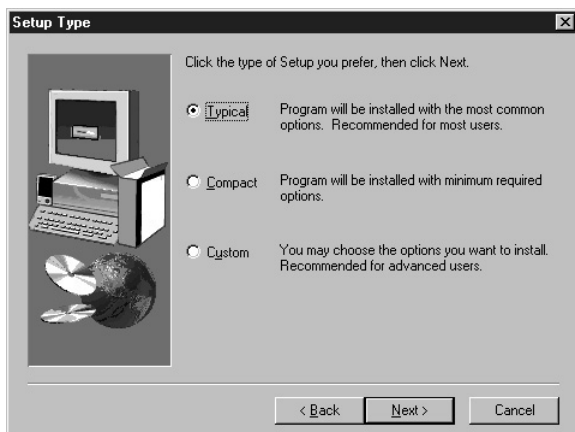 Setup Type
Click the type of Setup you prefer, then click Next.
Typical
Program will be installed with the most common
options.  Recommended for most users.
Compact
Program will be installed with minimum required
options.
Custom
You may choose the options you want to install.
Recommended for advanced users.
< Back
Next >
Cancel